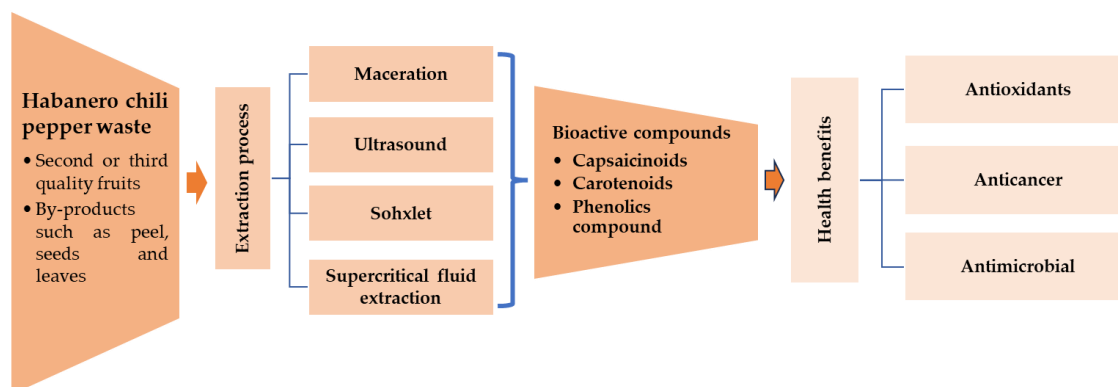 Habanero chili
pepper waste
• Second or third
quality fruits
• By-products
such as peel,
seeds and
leaves
Extraction process
Maceration
Ultrasound
Sohxlet
Supercritical fluid
extraction
Bioactive compounds
• Capsaicinoids
• Carotenoids
• Phenolics
compound
Health benefits
Antioxidants
Anticancer
Antimicrobial